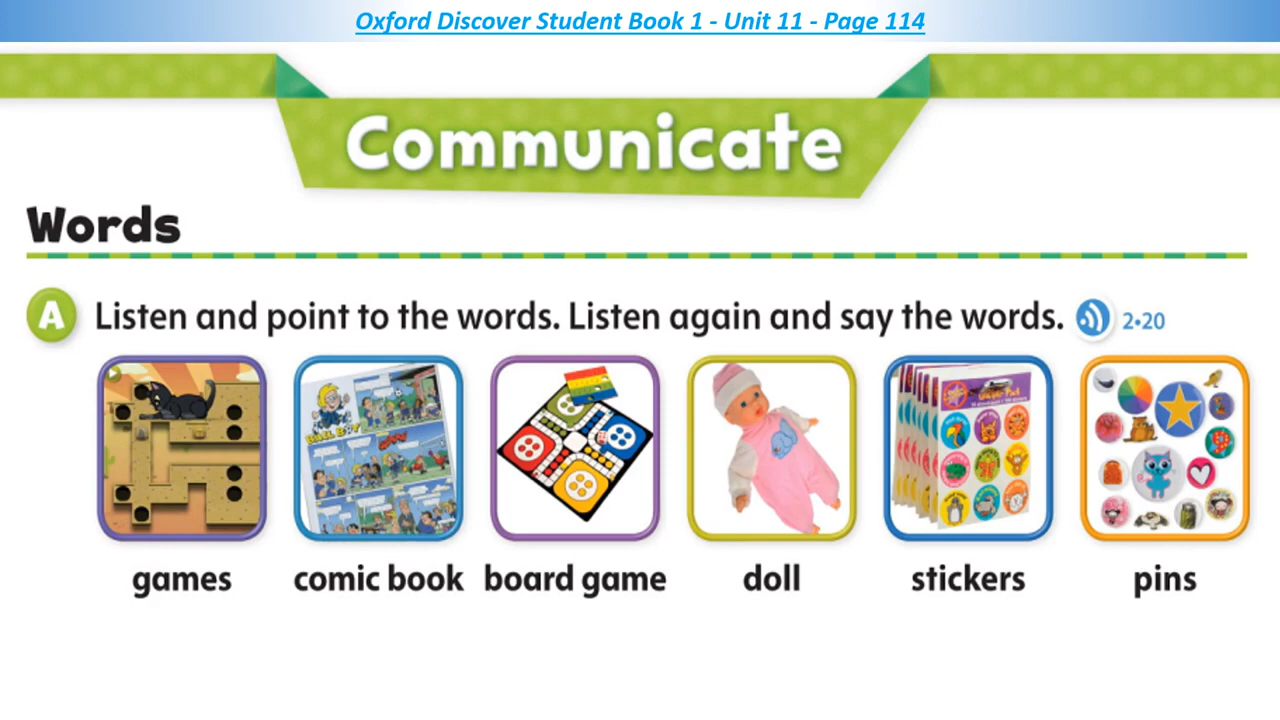 Oxford Discover Student Book 1 - Unit 11 - Page 114
Communicate
Words
A Listen and point to the words. Listen again and say the words. 2•20
games comic book board game doll stickers pins